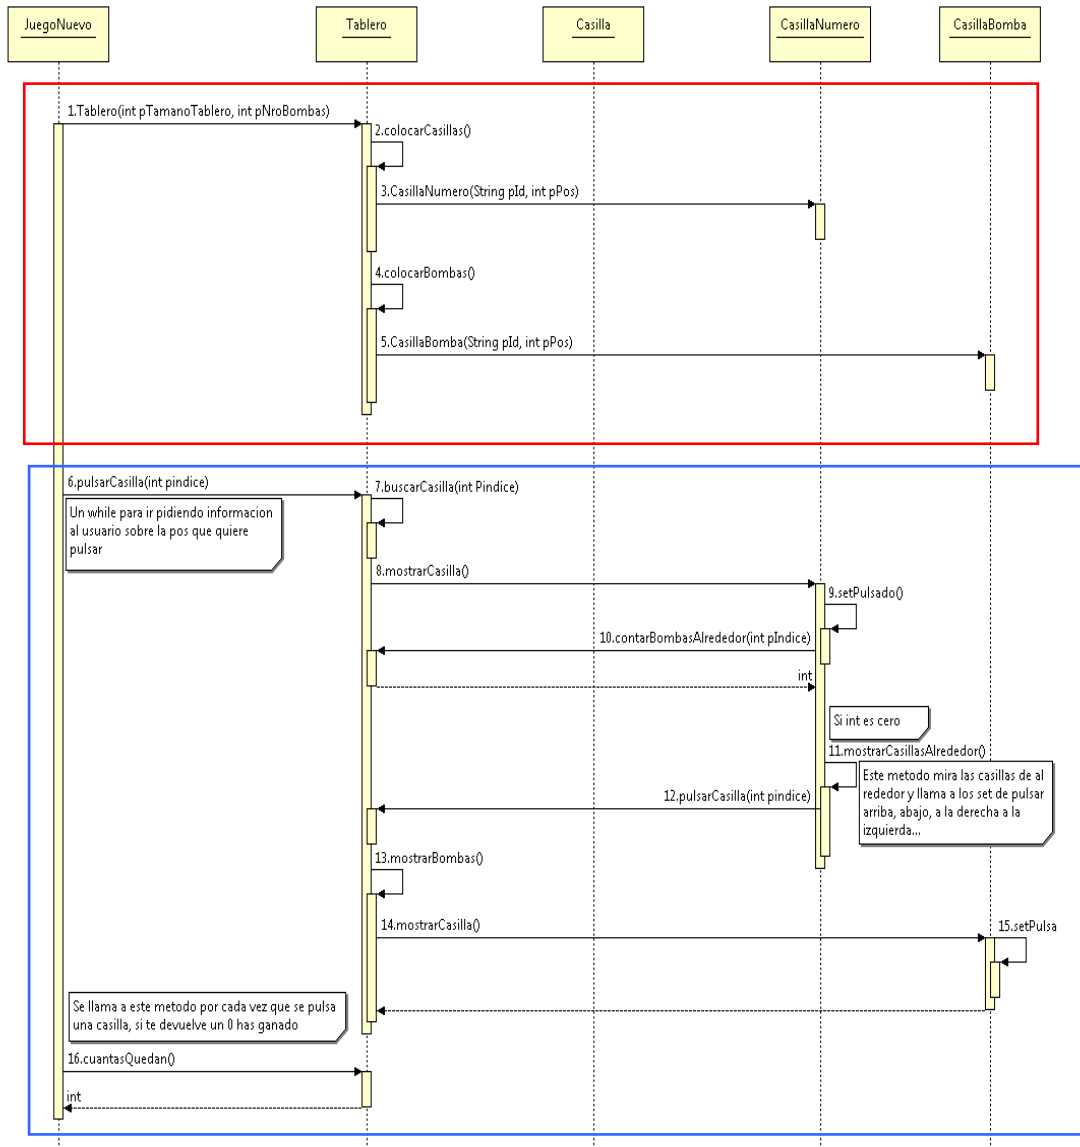 JuegoNuevo
Tablero
Casilla
CasillaNumero
CasillaBomba
1.Tablero(int pTamanoTablero, int pNroBombas)
2.colocarCasillas()
3.CasillaNumero(String pId, int pPos)
4.colocarBombas()
5.CasillaBomba(String pId, int pPos)
6.pulsarCasilla(int pindice)
7.buscarCasilla(int Pindice)
Un while para ir pidiendo informacion
al usuario sobre la pos que quiere
pulsar
8.mostrarCasilla()
9.setPulsado()
10.contarBombasAlrededor(int pIndice)
int
Si int es cero
11.mostrarCasillasAlrededor()
Este metodo mira las casillas de al
rededor y llama a los set de pulsar
arriba, abajo, a la derecha a la
izquierda...
12.pulsarCasilla(int pindice)
13.mostrarBombas()
14.mostrarCasilla()
15.setPulsa
Se llama a este metodo por cada vez que se pulsa
una casilla, si te devuelve un 0 has ganado
16.cuantasQuedan()
int